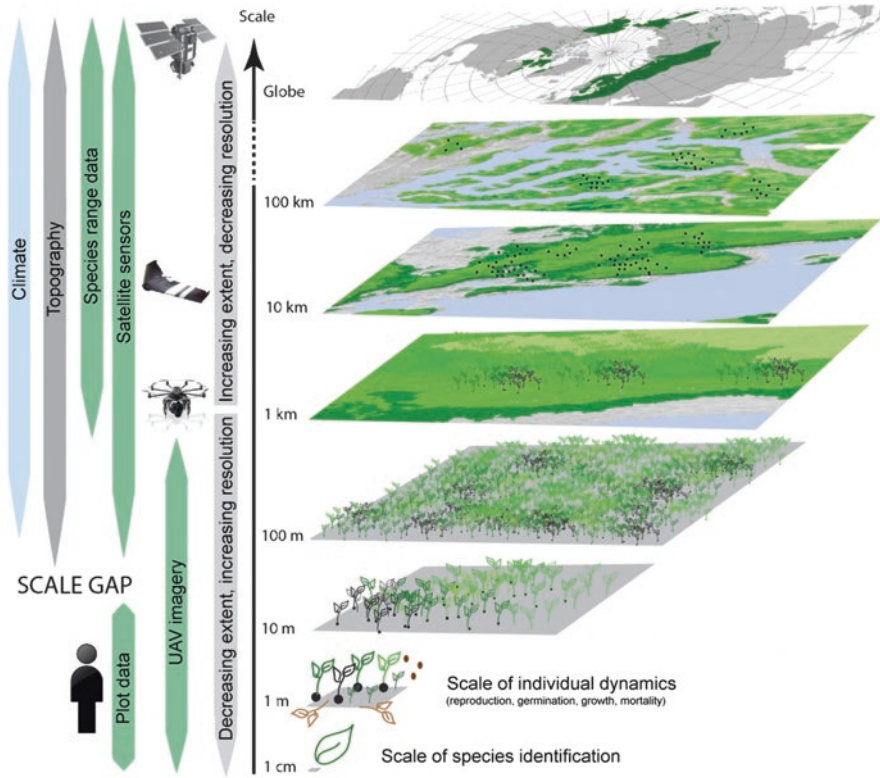 Scale
Globe
100 km
10 km
1 km
100 m
10 m
1 m
1 cm
Climate
Topography
Species range data
Satellite sensors
Increasing extent, decreasing resolution
SCALE GAP
Plot data
UAV imagery
Decreasing extent, increasing resolution
Scale of individual dynamics
(reproduction, germination, growth, mortality)
Scale of species identification